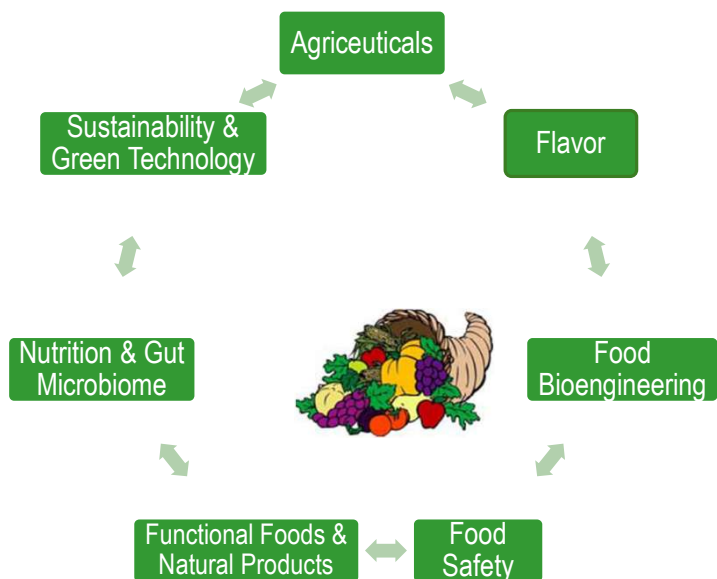 Agriceuticals
Sustainability &
Green Technology
Flavor
Nutrition & Gut
Microbiome
Food
Bioengineering
Functional Foods &
Natural Products
Food
Safety